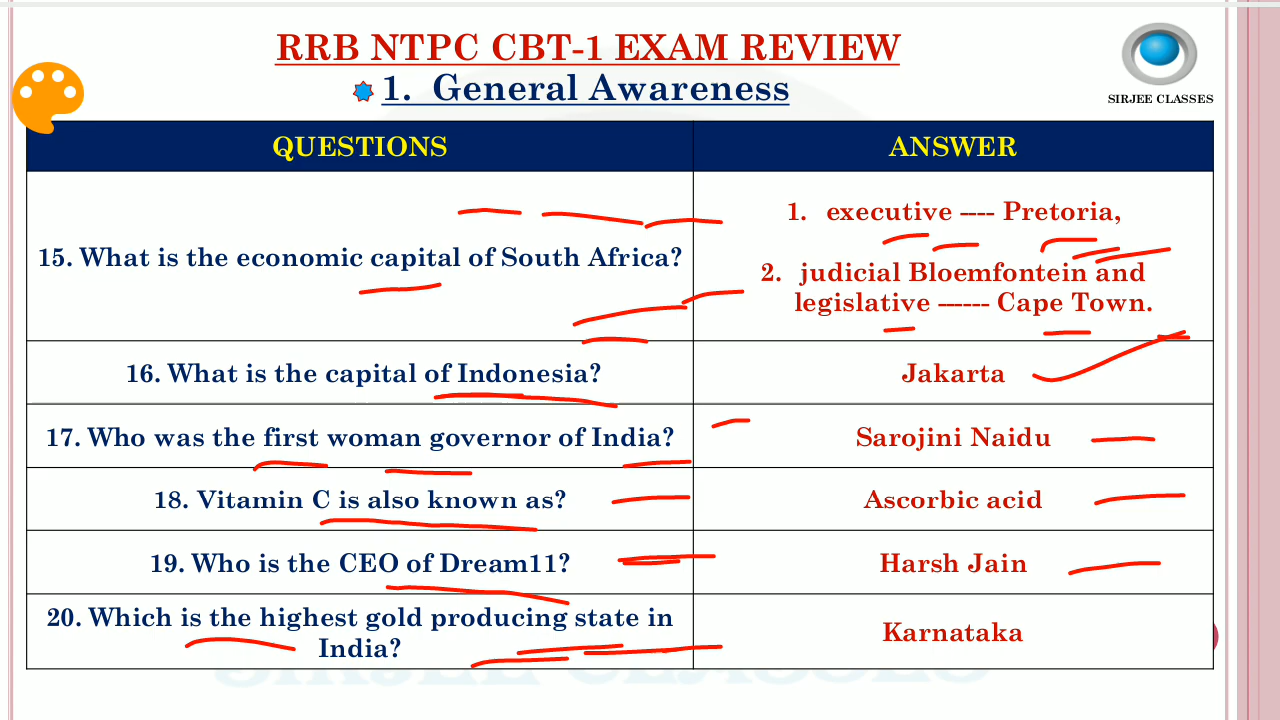 RRB NTPC CBT-1 EXAM REVIEW
1. General Awareness
SIRJEE CLASSES
QUESTIONS
ANSWER
15. What is the economic capital of South Africa?
1. executive ---- Pretoria,
2. judicial Bloemfontein and
legislative ------ Cape Town.
16. What is the capital of Indonesia?
Jakarta
17. Who was the first woman governor of India?
Sarojini Naidu
18. Vitamin C is also known as?
Ascorbic acid
19. Who is the CEO of Dream11?
Harsh Jain
20. Which is the highest gold producing state in
India?
Karnataka
SIRJEE CLASSES